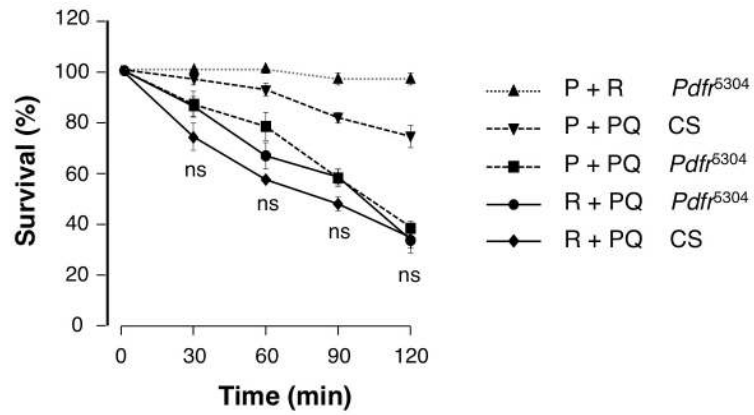 120
100
80
60
40
20
0
Survival (%)
ns
ns
ns
ns
0 30 60 90 120
Time (min)
P + R Pdfr⁵³⁰⁴
P + PQ CS
P + PQ Pdfr⁵³⁰⁴
R + PQ Pdfr⁵³⁰⁴
R + PQ CS